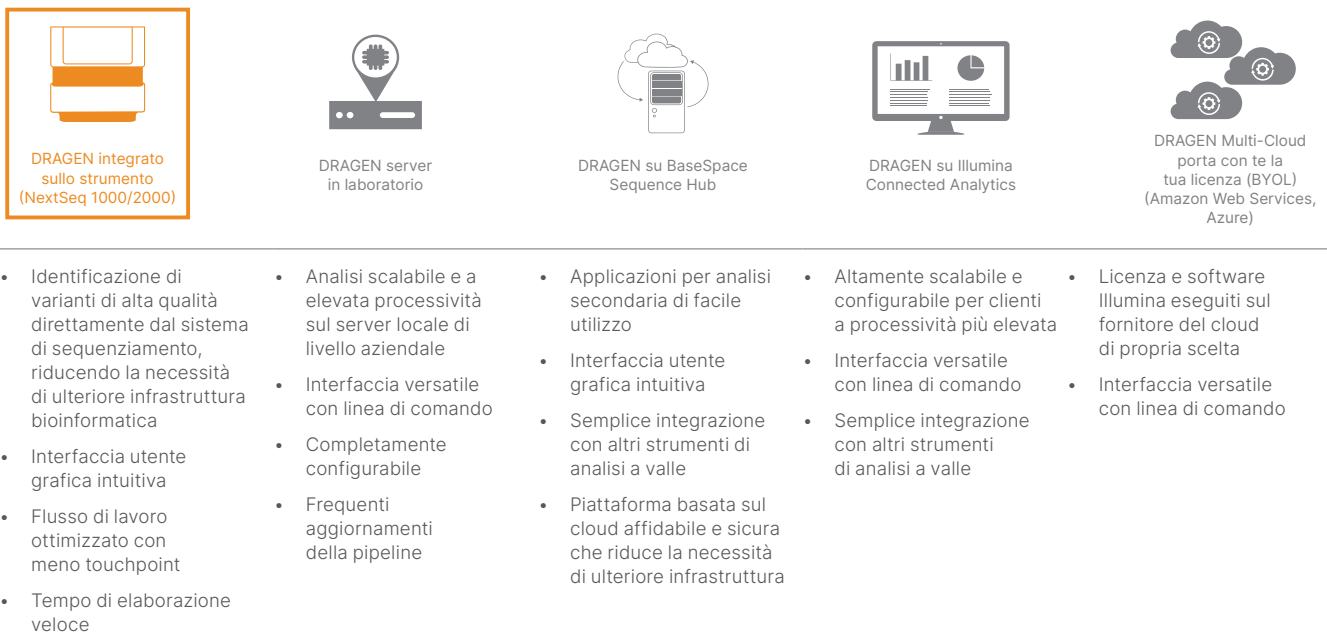 DRAGEN integrato
sullo strumento
(NextSeq 1000/2000)
DRAGEN server
in laboratorio
DRAGEN su BaseSpace
Sequence Hub
DRAGEN su Illumina
Connected Analytics
DRAGEN Multi-Cloud
porta con te la
tua licenza (BYOL)
(Amazon Web Services,
Azure)
• Identificazione di
varianti di alta qualità
direttamente dal sistema
di sequenziamento,
riducendo la necessità
di ulteriore infrastruttura
bioinformatica
• Interfaccia utente
grafica intuitiva
• Flusso di lavoro
ottimizzato con
meno touchpoint
• Tempo di elaborazione
veloce
• Analisi scalabile e a
elevata processività
sul server locale di
livello aziendale
• Interfaccia versatile
con linea di comando
• Completamente
configurabile
• Frequenti
aggiornamenti
della pipeline
• Applicazioni per analisi
secondaria di facile
utilizzo
• Interfaccia utente
grafica intuitiva
• Semplice integrazione
con altri strumenti di
analisi a valle
• Piattaforma basata sul
cloud affidabile e sicura
che riduce la necessità
di ulteriore infrastruttura
• Altamente scalabile e
configurabile per clienti
a processività più elevata
• Interfaccia versatile
con linea di comando
• Semplice integrazione
con altri strumenti
di analisi a valle
• Licenza e software
Illumina eseguiti sul
fornitore del cloud
di propria scelta
• Interfaccia versatile
con linea di comando